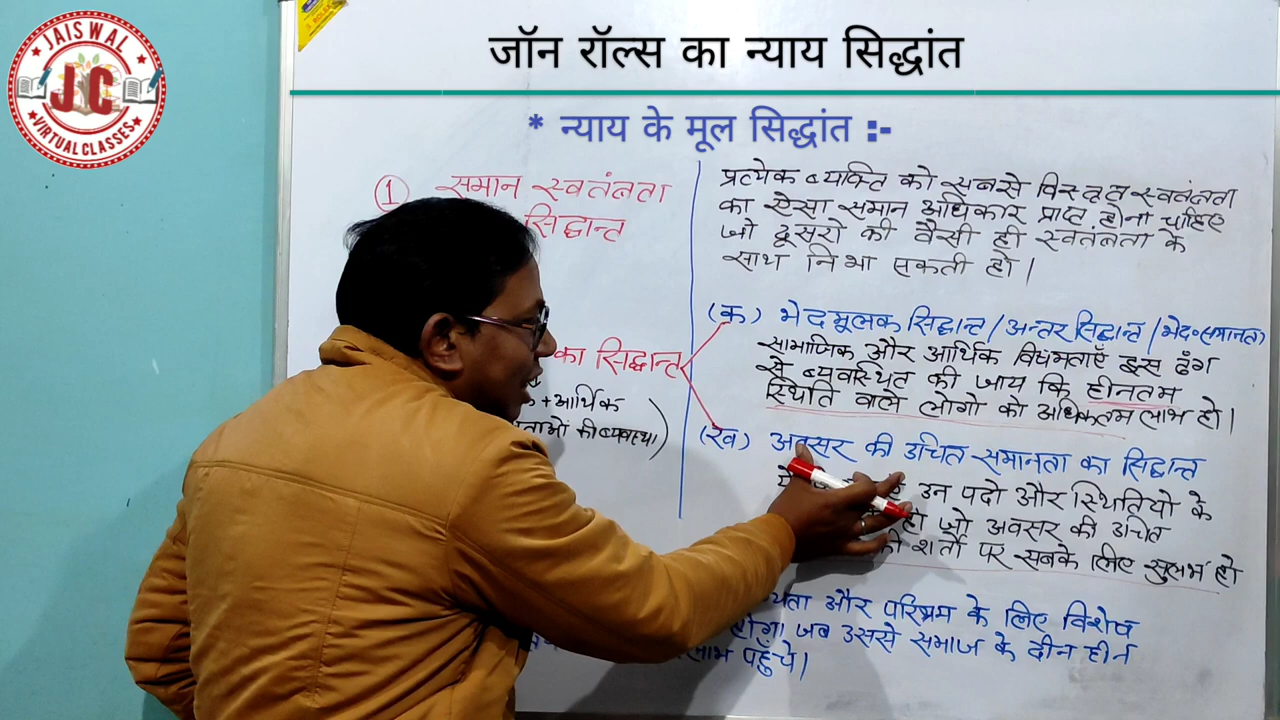 JAISWAL
JC
VIRTUAL CLASSES
जॉन रॉल्स का न्याय सिद्धांत
* न्याय के मूल सिद्धांत :-
① समान स्वतंत्रता
सिद्धान्त
प्रत्येक व्यक्ति को सबसे विस्तृत स्वतंत्रता
का ऐसा समान अधिकार प्राप्त होना चाहिए
जो दूसरो की वैसी ही स्वतंत्रता के
साथ निभा सकती हो।
का सिद्धान्त
+आर्थिक
की व्यवस्था)
(क) भेदमूलक सिद्धान्त/अन्तर सिद्धान्त/भेद०समानता)
सामाजिक और आर्थिक विषमताएँ इस ढँग
से व्यवस्थित की जाय कि हीनतम
स्थिति वाले लोगो को अधिकतम लाभ हो।
(ख) अवसर की उचित समानता का सिद्धान्त
उन पदो और स्थितियो के
हो जो अवसर की उचित
की शर्तो पर सबके लिए सुलभ हो
और परिश्रम के लिए विशेष
होगा जब उससे समाज के दीन हीन
लाभ पहुँचे।